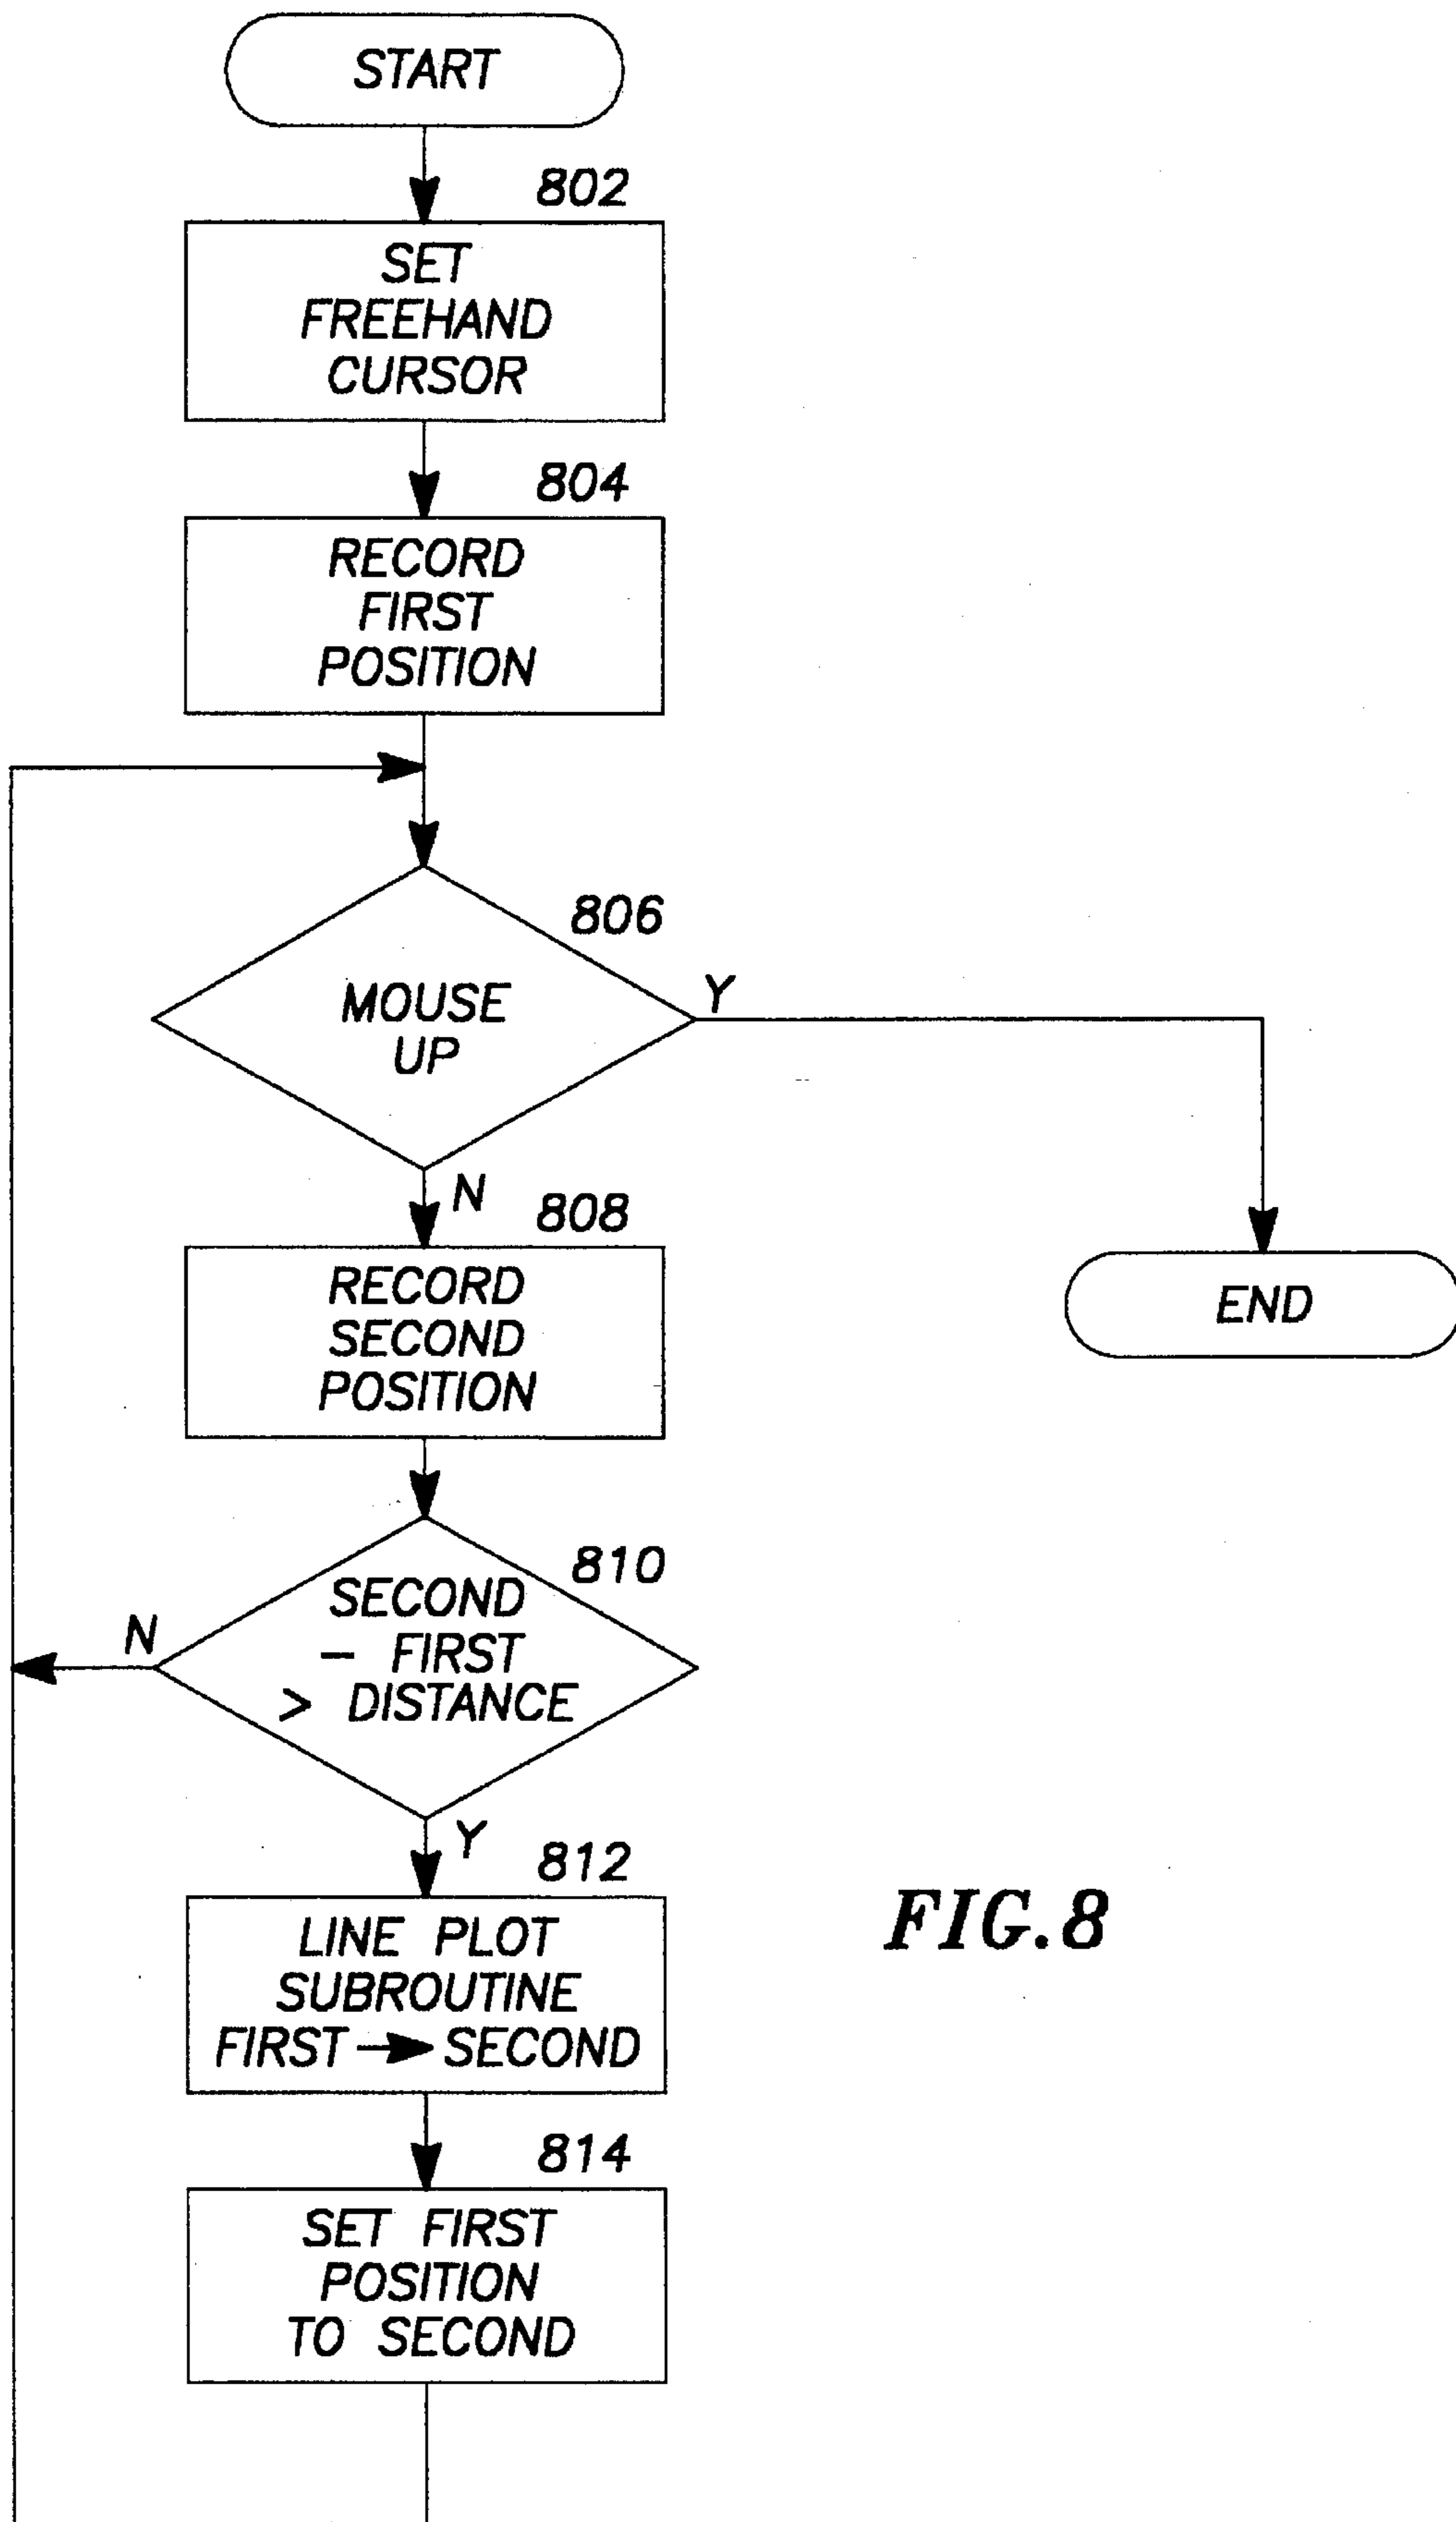 START
802
SET
FREEHAND
CURSOR
804
RECORD
FIRST
POSITION
806
MOUSE
UP
Y
N
808
RECORD
SECOND
POSITION
END
810
SECOND
- FIRST
> DISTANCE
N
Y
812
LINE PLOT
SUBROUTINE
FIRST → SECOND
FIG.8
814
SET FIRST
POSITION
TO SECOND